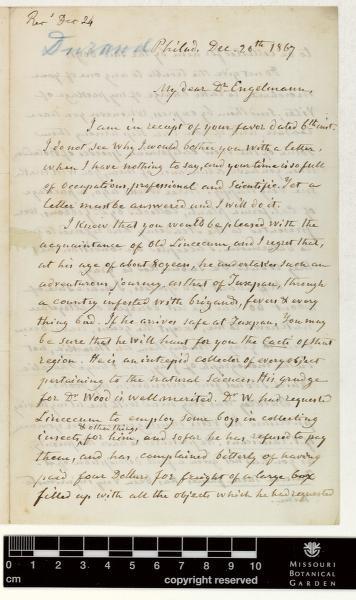 Recd Dec 24
Durand
Philad. Dec. 20th 1867
My dear Dr Engelmann,
I am in receipt of your favor dated 6th inst.
I do not see why I would bother you with a letter,
when I have nothing to say, and your time is so full
of occupations, professional and scientific. Yet a
letter must be answered and I will do it.
I knew that you would be pleased with the
acquaintance of Old Lincecum, and I regret that,
at his age of about 80 years, he undertakes such an
adventurous journey, as that of Tuxpan, through
a country infested with brigands, fevers & every
thing bad. If he arrives safe at Tuxpan, You may
be sure that he will hunt for you the Cacti of that
region. He is an intrepid collector of every object
pertaining to the natural Sciences. His grudge
for Dr Wood is well merited. Dr W. had requested
Lincecum to employ some boys in collecting
insects, & other things for him, and so far he has refused to pay
them, and has complained bitterly of having
paid four Dollars for freight of a large box
filled up with all the objects which he had requested
0 1 2 3 4 5 6 7 8 9 10
cm
copyright reserved
MISSOURI
BOTANICAL
GARDEN